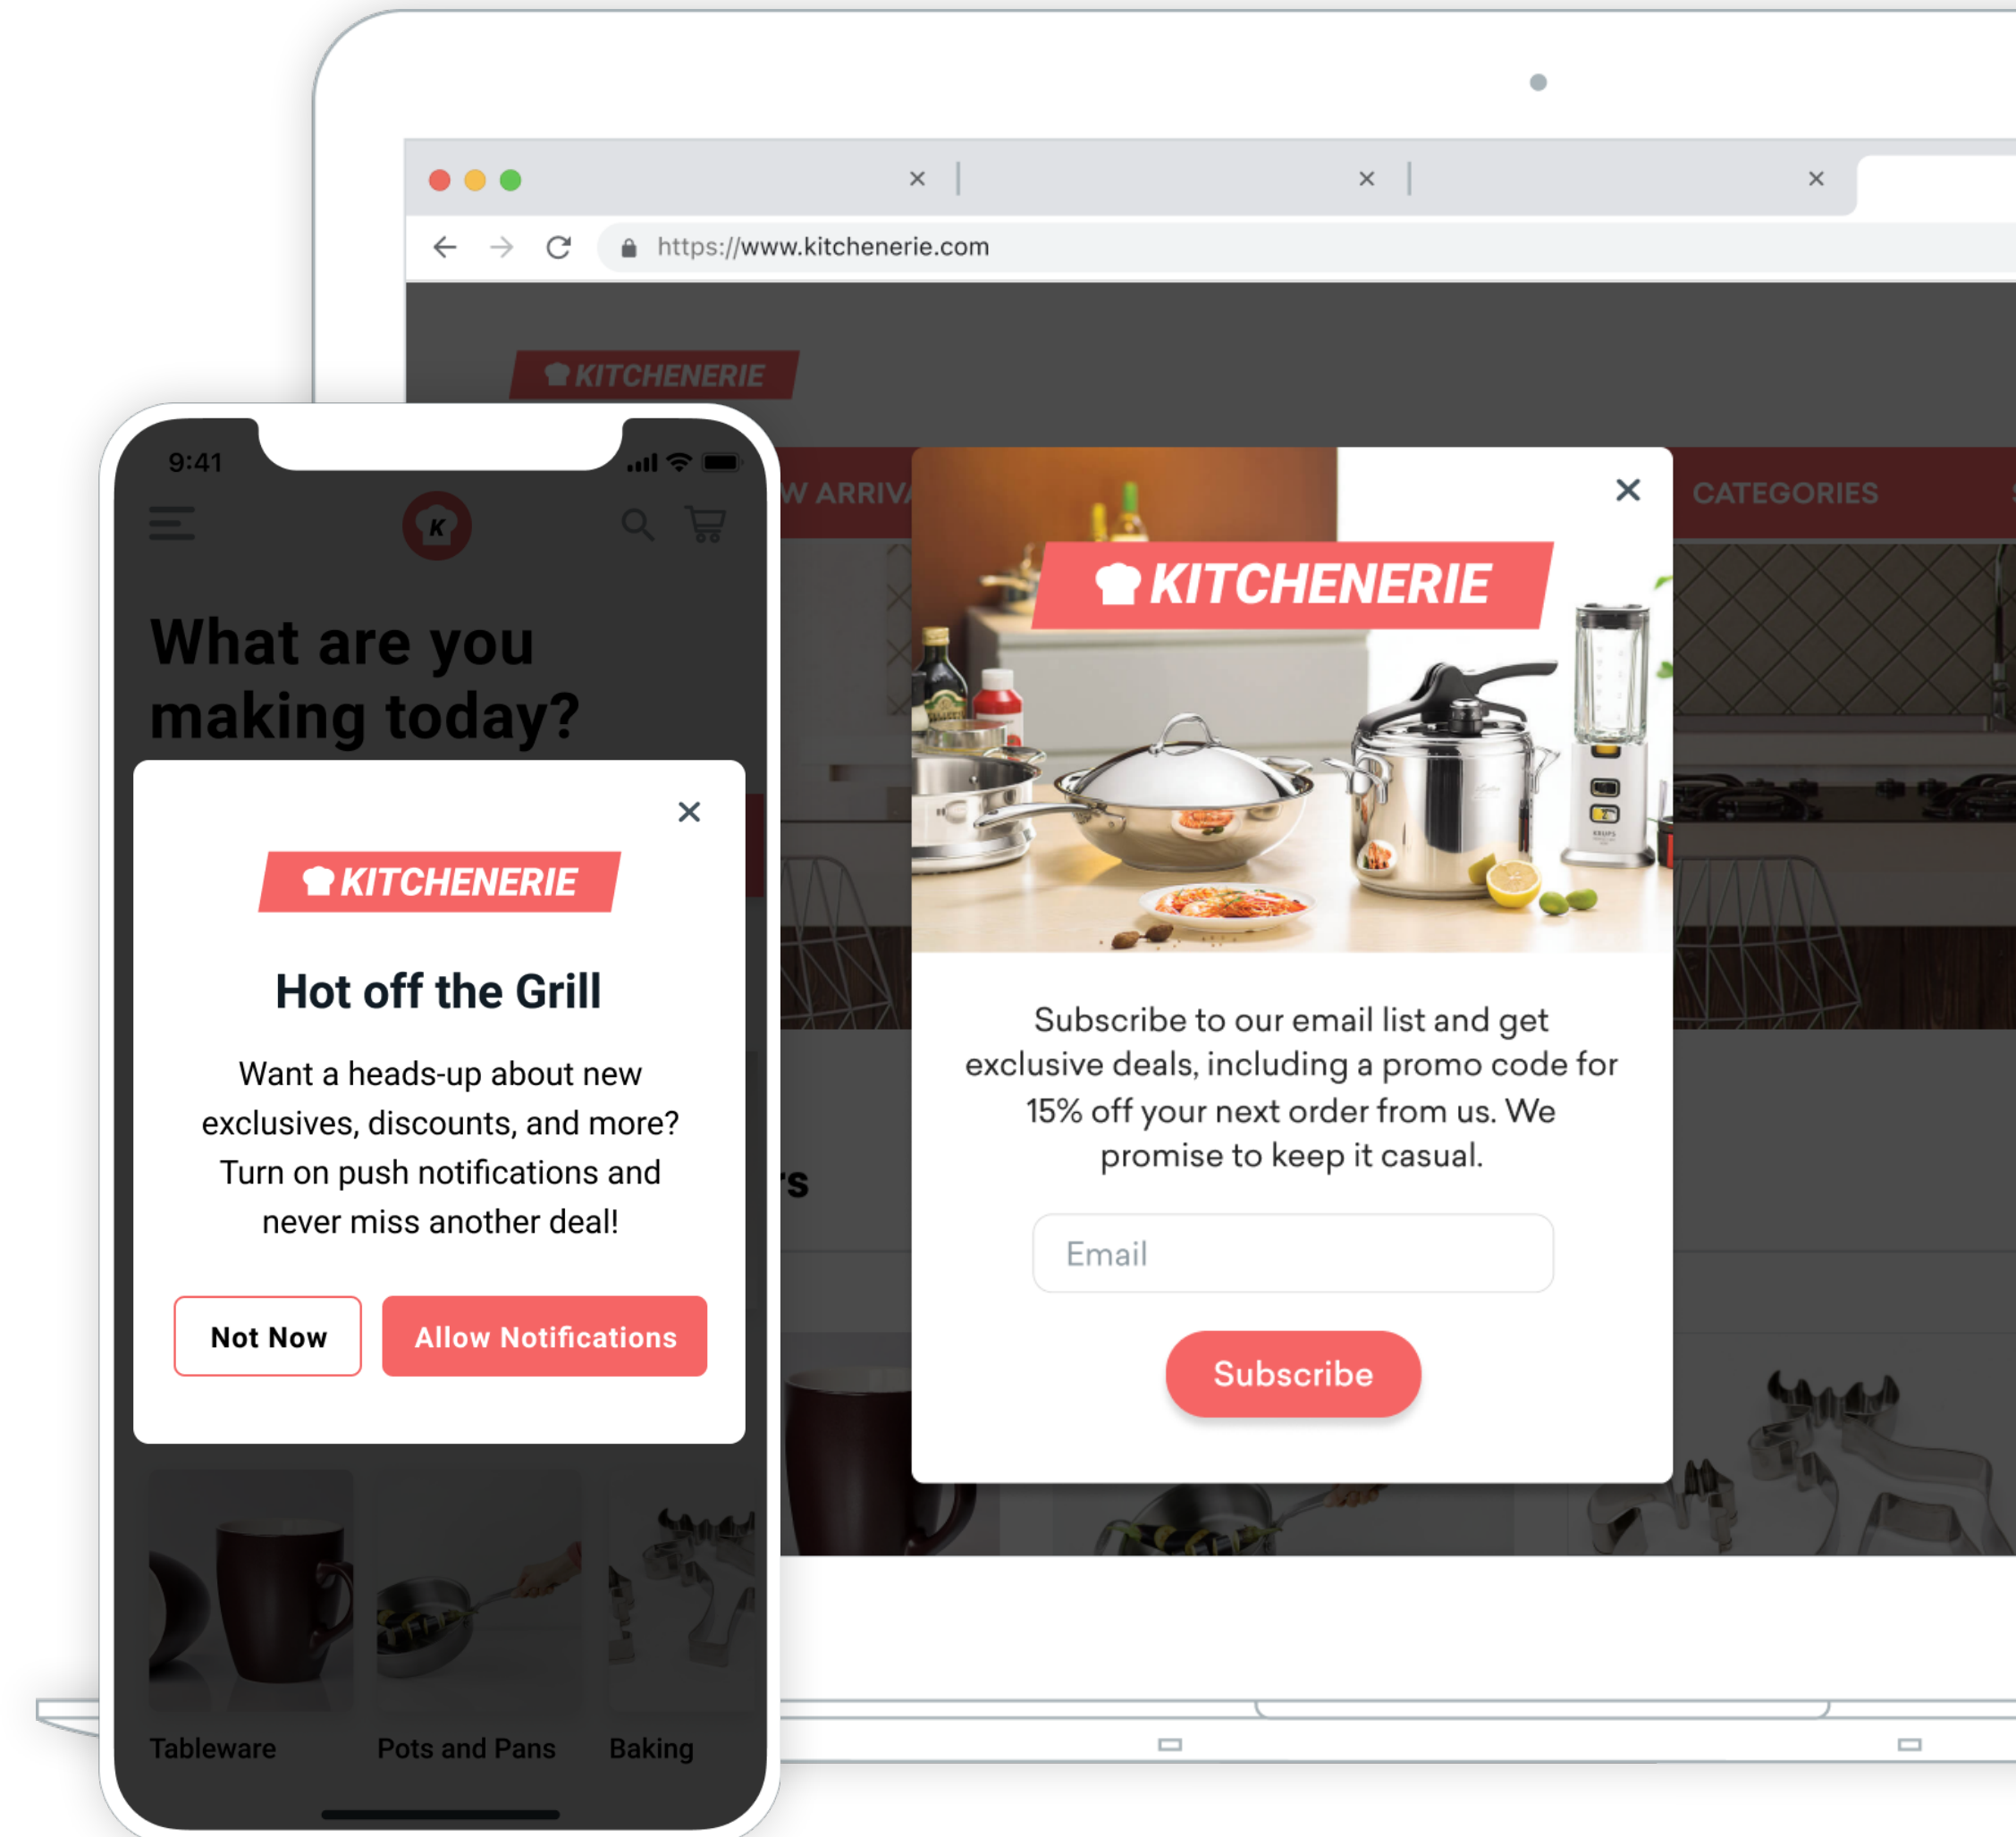 https://www.kitchenerie.com
KITCHENERIE
CATEGORIES
KITCHENERIE
Subscribe to our email list and get
exclusive deals, including a promo code for
15% off your next order from us. We
promise to keep it casual.
Email
Subscribe
9:41
K
What are you
making today?
KITCHENERIE
Hot off the Grill
Want a heads-up about new
exclusives, discounts, and more?
Turn on push notifications and
never miss another deal!
Not Now
Allow Notifications
Tableware
Pots and Pans
Baking
KRUPS